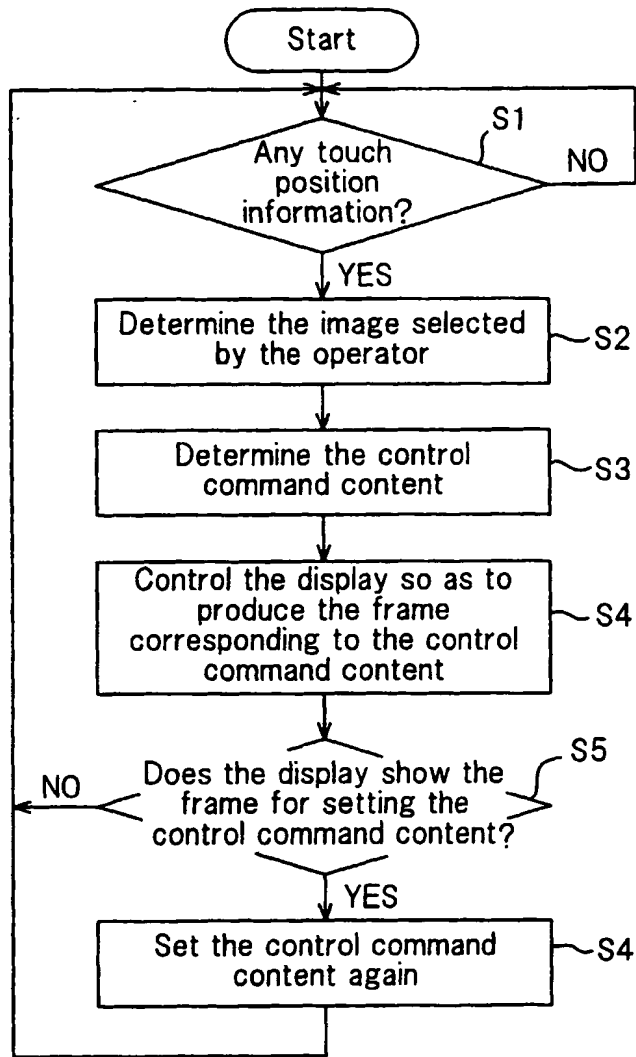 Start
S1
Any touch
position
information?
NO
YES
Determine the image selected
by the operator
S2
Determine the control
command content
S3
Control the display so as to
produce the frame
corresponding to the control
command content
S4
S5
NO
Does the display show the
frame for setting the
control command content?
YES
Set the control command
content again
S4